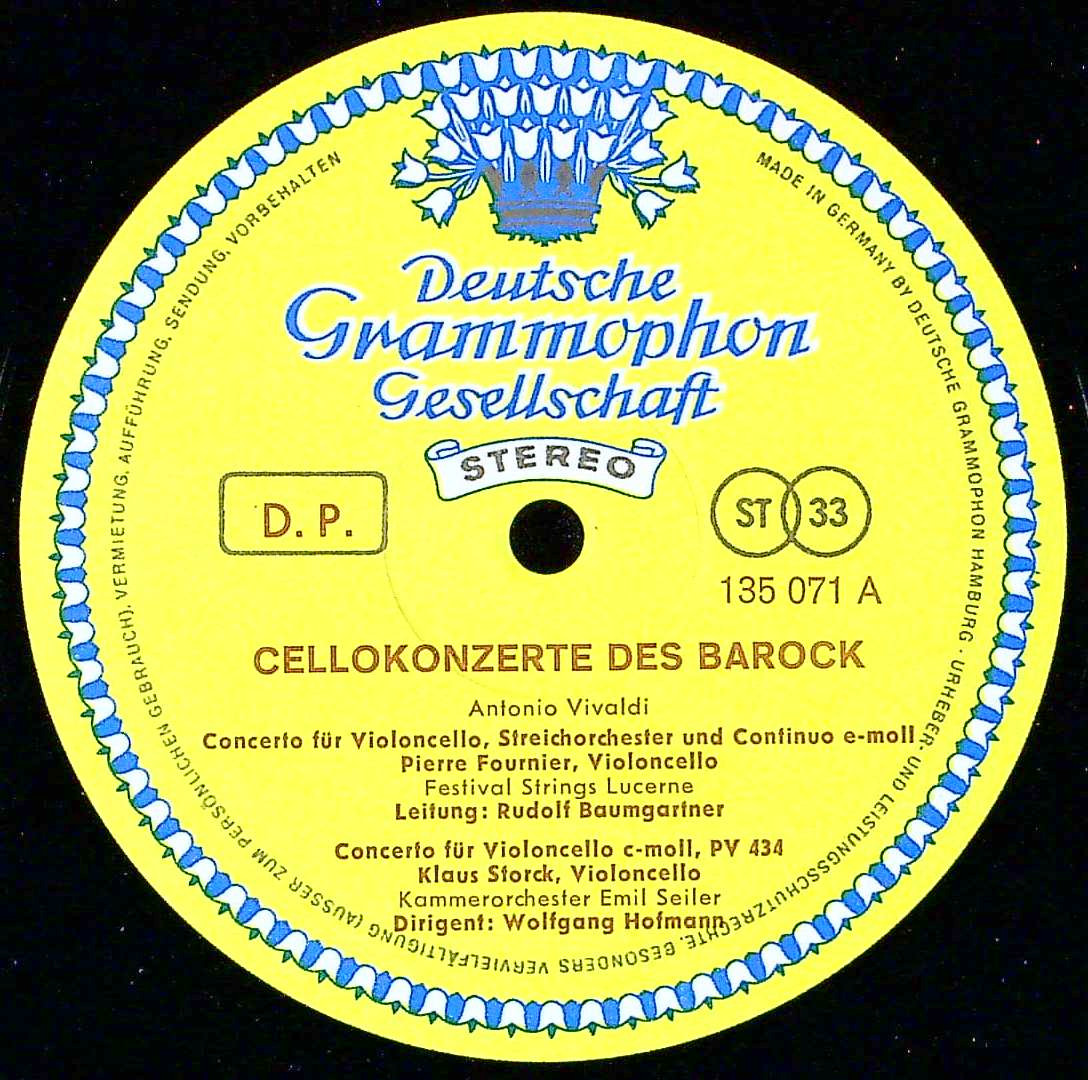 Deutsche
Grammophon
Gesellschaft
STEREO
D. P.
ST 33
135 071 A
CELLOKONZERTE DES BAROCK
Antonio Vivaldi
Concerto für Violoncello, Streichorchester und Continuo e-moll
Pierre Fournier, Violoncello
Festival Strings Lucerne
Leitung: Rudolf Baumgartner
Concerto für Violoncello c-moll, PV 434
Klaus Storck, Violoncello
Kammerorchester Emil Seiler
Dirigent: Wolfgang Hofmann
MADE IN GERMANY BY DEUTSCHE GRAMMOPHON HAMBURG · URHEBER- UND LEISTUNGSSCHUTZRECHTE, BESONDERS VERVIELFÄLTIGUNG (AUSSER ZUM PERSÖNLICHEN GEBRAUCH), VERMIETUNG, AUFFÜHRUNG, SENDUNG, VORBEHALTEN